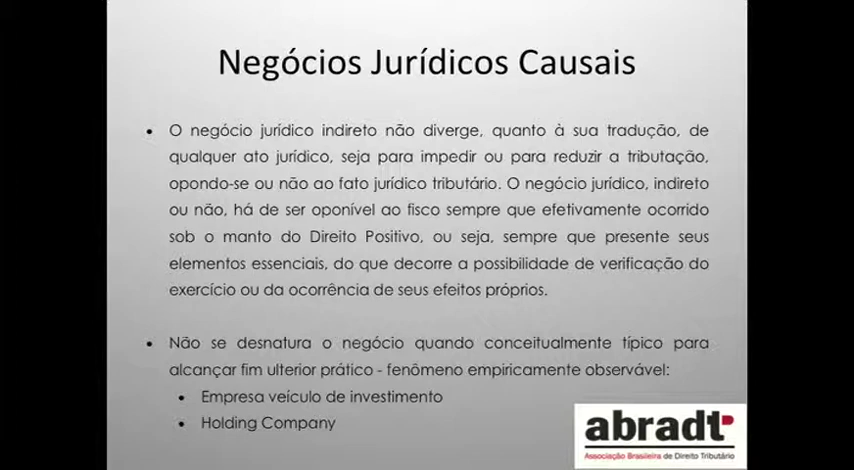 Negócios Jurídicos Causais
• O negócio jurídico indireto não diverge, quanto à sua tradução, de
qualquer ato jurídico, seja para impedir ou para reduzir a tributação,
opondo-se ou não ao fato jurídico tributário. O negócio jurídico, indireto
ou não, há de ser oponível ao fisco sempre que efetivamente ocorrido
sob o manto do Direito Positivo, ou seja, sempre que presente seus
elementos essenciais, do que decorre a possibilidade de verificação do
exercício ou da ocorrência de seus efeitos próprios.
• Não se desnatura o negócio quando conceitualmente típico para
alcançar fim ulterior prático - fenômeno empiricamente observável:
• Empresa veículo de investimento
• Holding Company
abradt
Associação Brasileira de Direito Tributário